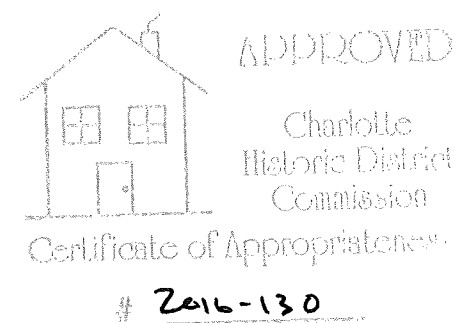 APPROVED
Charlotte
Historic District
Commission
Certificate of Appropriateness
# 2016-130